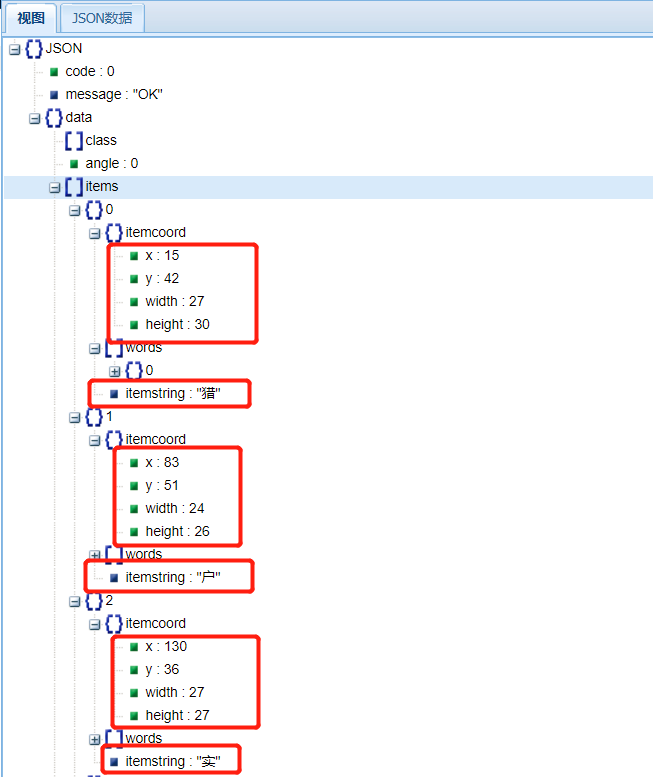 视图 JSON数据
JSON
code : 0
message : "OK"
data
class
angle : 0
items
0
itemcoord
x : 15
y : 42
width : 27
height : 30
words
0
itemstring : "猎"
1
itemcoord
x : 83
y : 51
width : 24
height : 26
words
itemstring : "户"
2
itemcoord
x : 130
y : 36
width : 27
height : 27
words
itemstring : "实"